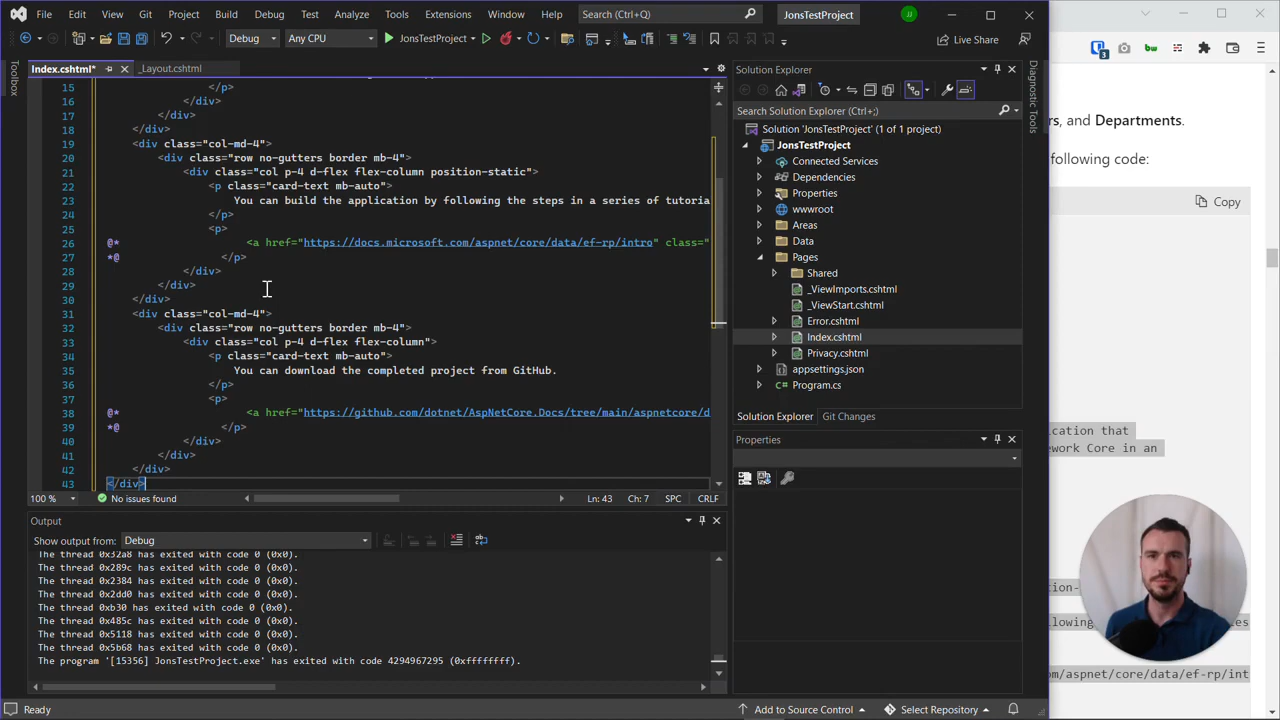 File Edit View Git Project Build Debug Test Analyze Tools Extensions Window Help Search (Ctrl+Q) JonsTestProject JJ
Debug Any CPU JonsTestProject Live Share
Toolbox
Index.cshtml* _Layout.cshtml
15 </p>
16 </div>
17 </div>
18 </div>
19 <div class="col-md-4">
20 <div class="row no-gutters border mb-4">
21 <div class="col p-4 d-flex flex-column position-static">
22 <p class="card-text mb-auto">
23 You can build the application by following the steps in a series of tutoria
24 </p>
25 <p>
26 @* <a href="https://docs.microsoft.com/aspnet/core/data/ef-rp/intro" class="
27 *@ </p>
28 </div>
29 </div>
30 </div>
31 <div class="col-md-4">
32 <div class="row no-gutters border mb-4">
33 <div class="col p-4 d-flex flex-column">
34 <p class="card-text mb-auto">
35 You can download the completed project from GitHub.
36 </p>
37 <p>
38 @* <a href="https://github.com/dotnet/AspNetCore.Docs/tree/main/aspnetcore/d
39 *@ </p>
40 </div>
41 </div>
42 </div>
43 </div>
100 % No issues found Ln: 43 Ch: 7 SPC CRLF
Output
Show output from: Debug
The thread 0x32a8 has exited with code 0 (0x0).
The thread 0x289c has exited with code 0 (0x0).
The thread 0x2384 has exited with code 0 (0x0).
The thread 0x2dd0 has exited with code 0 (0x0).
The thread 0xb30 has exited with code 0 (0x0).
The thread 0x485c has exited with code 0 (0x0).
The thread 0x5118 has exited with code 0 (0x0).
The thread 0x5b68 has exited with code 0 (0x0).
The program '[15356] JonsTestProject.exe' has exited with code 4294967295 (0xffffffff).
Solution Explorer
Search Solution Explorer (Ctrl+;)
Solution 'JonsTestProject' (1 of 1 project)
JonsTestProject
Connected Services
Dependencies
Properties
wwwroot
Areas
Data
Pages
Shared
_ViewImports.cshtml
_ViewStart.cshtml
Error.cshtml
Index.cshtml
Privacy.cshtml
appsettings.json
Program.cs
Solution Explorer Git Changes
Properties
Diagnostic Tools
Ready Add to Source Control Select Repository
3 bw
rs, and Departments.
following code:
Copy
ication that
ework Core in an
tion-
llowing es
om/aspnet/core/data/ef-rp/int